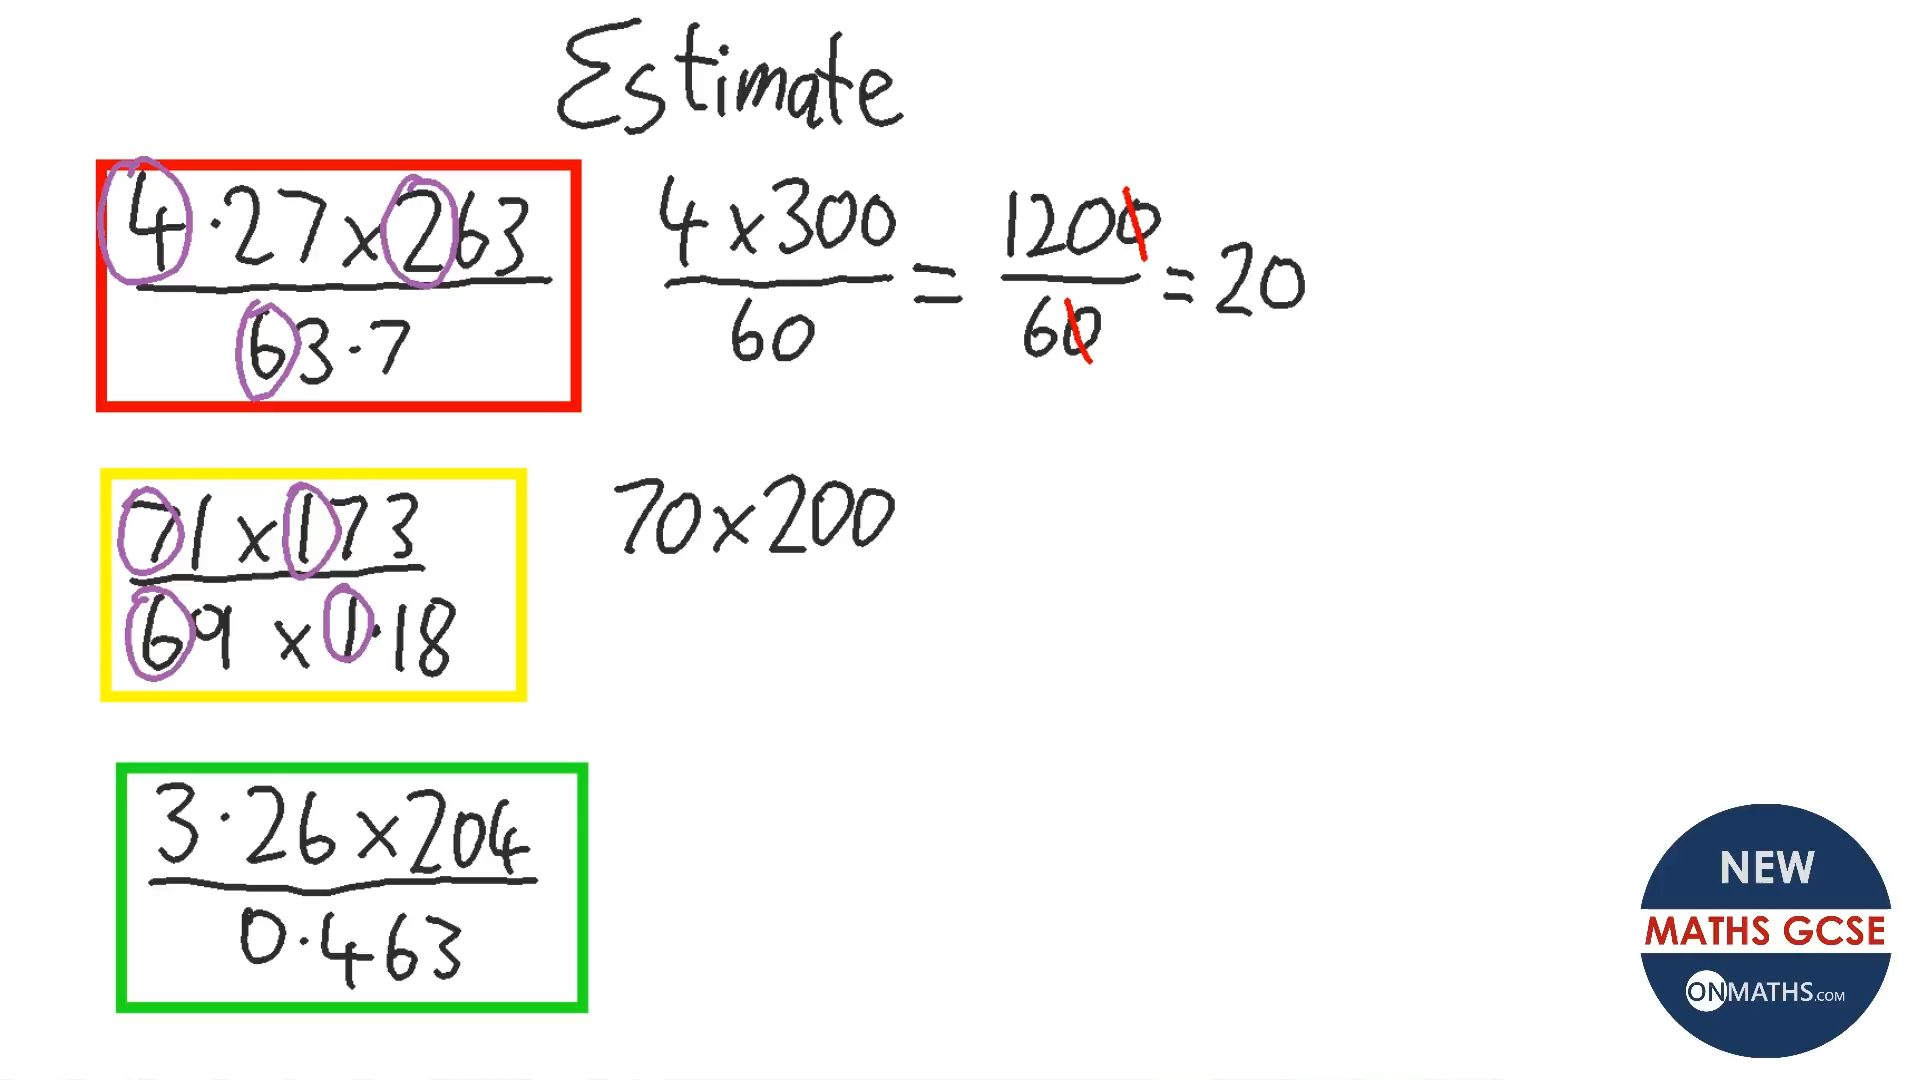 Estimate
4·27 x 263
63·7
4 x 300
60
=
1200
60
= 20
71 x 173
69 x 1·18
70 x 200
3·26 x 204
0·463
NEW
MATHS GCSE
ONMATHS.COM